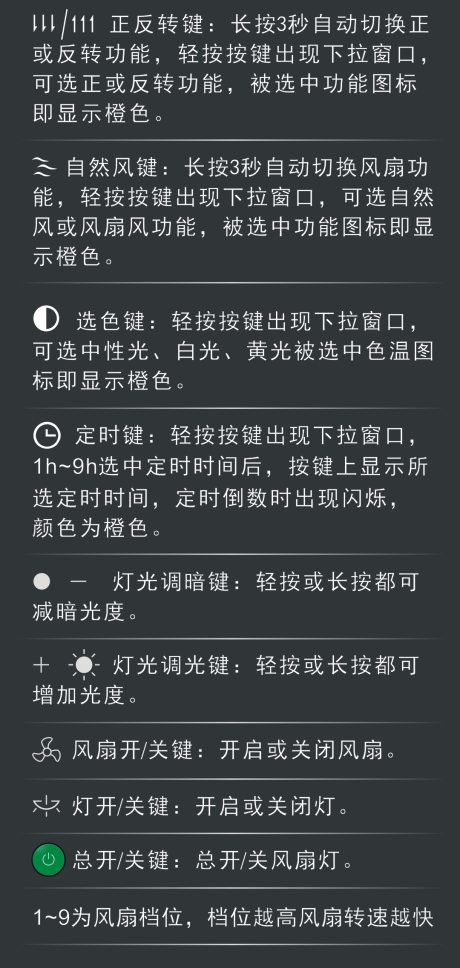 正反转键：长按3秒自动切换正
或反转功能，轻按按键出现下拉窗口，
可选正或反转功能，被选中功能图标
即显示橙色。
自然风键：长按3秒自动切换风扇功
能，轻按按键出现下拉窗口，可选自然
风或风扇风功能，被选中功能图标即显
示橙色。
选色键：轻按按键出现下拉窗口，
可选中性光、白光、黄光被选中色温图
标即显示橙色。
定时键：轻按按键出现下拉窗口，
1h~9h选中定时时间后，按键上显示所
选定时时间，定时倒数时出现闪烁，
颜色为橙色。
灯光调暗键：轻按或长按都可
减暗光度。
灯光调光键：轻按或长按都可
增加光度。
风扇开/关键：开启或关闭风扇。
灯开/关键：开启或关闭灯。
总开/关键：总开/关风扇灯。
1~9为风扇档位，档位越高风扇转速越快